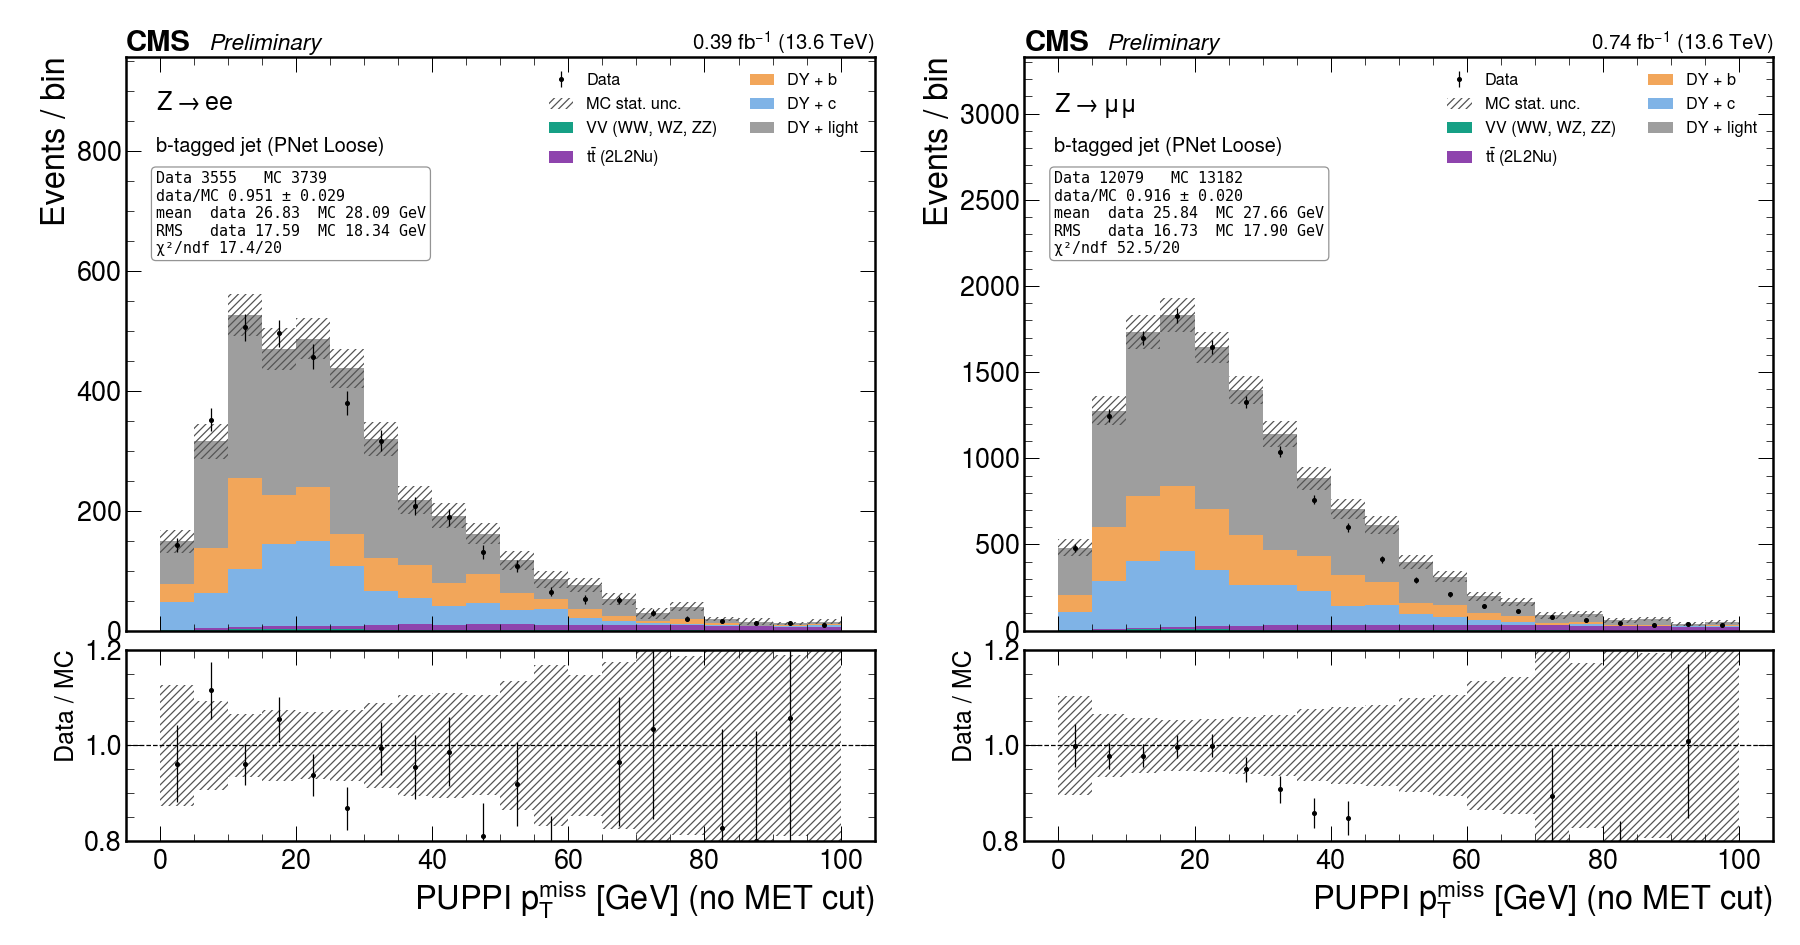 CMS Preliminary 0.39 fb⁻¹ (13.6 TeV)
Events / bin
Z → ee
b-tagged jet (PNet Loose)
Data 3555 MC 3739
data/MC 0.951 ± 0.029
mean data 26.83 MC 28.09 GeV
RMS data 17.59 MC 18.34 GeV
χ²/ndf 17.4/20
Data
MC stat. unc.
VV (WW, WZ, ZZ)
tt̄ (2L2Nu)
DY + b
DY + c
DY + light
800
600
400
200
0
Data / MC
1.2
1.0
0.8
0 20 40 60 80 100
PUPPI p_T^miss [GeV] (no MET cut)
CMS Preliminary 0.74 fb⁻¹ (13.6 TeV)
Events / bin
Z → μμ
b-tagged jet (PNet Loose)
Data 12079 MC 13182
data/MC 0.916 ± 0.020
mean data 25.84 MC 27.66 GeV
RMS data 16.73 MC 17.90 GeV
χ²/ndf 52.5/20
Data
MC stat. unc.
VV (WW, WZ, ZZ)
tt̄ (2L2Nu)
DY + b
DY + c
DY + light
3000
2500
2000
1500
1000
500
0
Data / MC
1.2
1.0
0.8
0 20 40 60 80 100
PUPPI p_T^miss [GeV] (no MET cut)